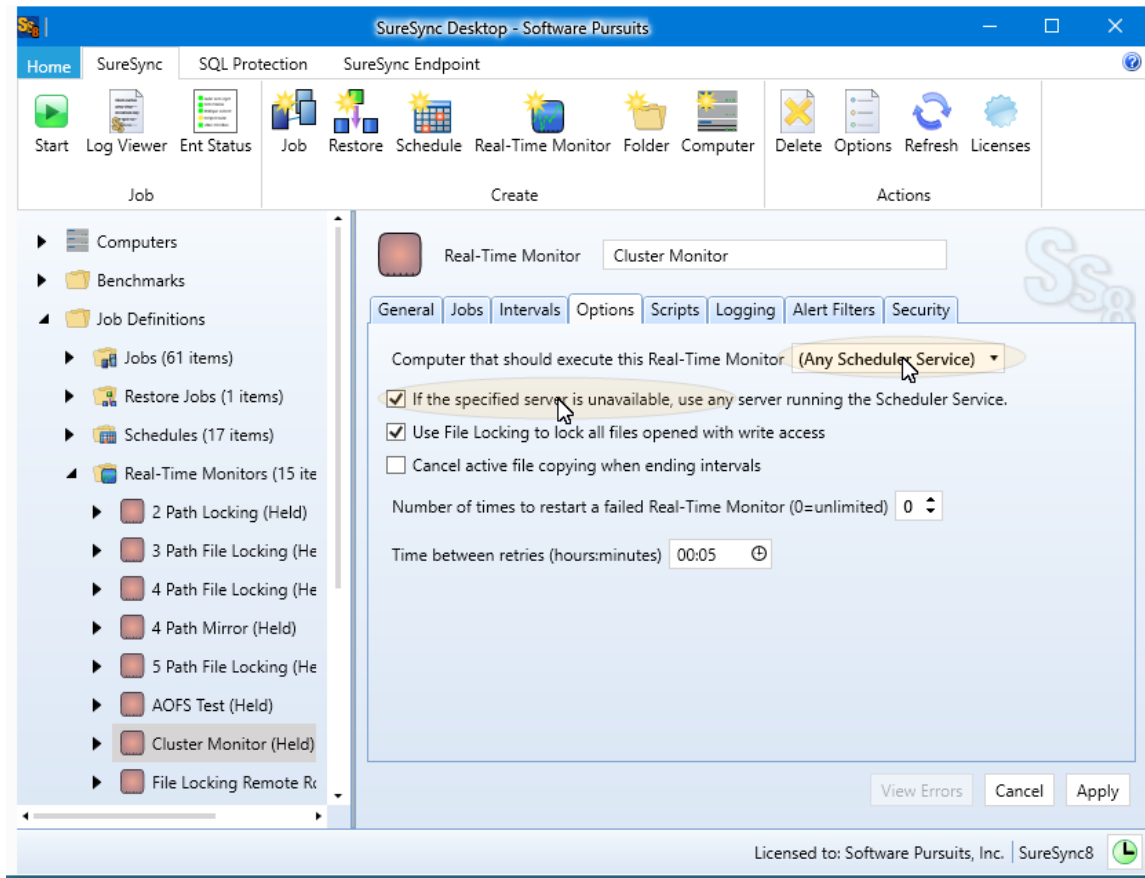 SureSync Desktop - Software Pursuits
Home SureSync SQL Protection SureSync Endpoint
Start Log Viewer Ent Status Job Restore Schedule Real-Time Monitor Folder Computer Delete Options Refresh Licenses
Job Create Actions
Computers
Benchmarks
Job Definitions
Jobs (61 items)
Restore Jobs (1 items)
Schedules (17 items)
Real-Time Monitors (15 ite
2 Path Locking (Held)
3 Path File Locking (He
4 Path File Locking (He
4 Path Mirror (Held)
5 Path File Locking (He
AOFS Test (Held)
Cluster Monitor (Held)
File Locking Remote Ro
Real-Time Monitor Cluster Monitor
SS8
General Jobs Intervals Options Scripts Logging Alert Filters Security
Computer that should execute this Real-Time Monitor (Any Scheduler Service)
If the specified server is unavailable, use any server running the Scheduler Service.
Use File Locking to lock all files opened with write access
Cancel active file copying when ending intervals
Number of times to restart a failed Real-Time Monitor (0=unlimited) 0
Time between retries (hours:minutes) 00:05
View Errors Cancel Apply
Licensed to: Software Pursuits, Inc. SureSync8